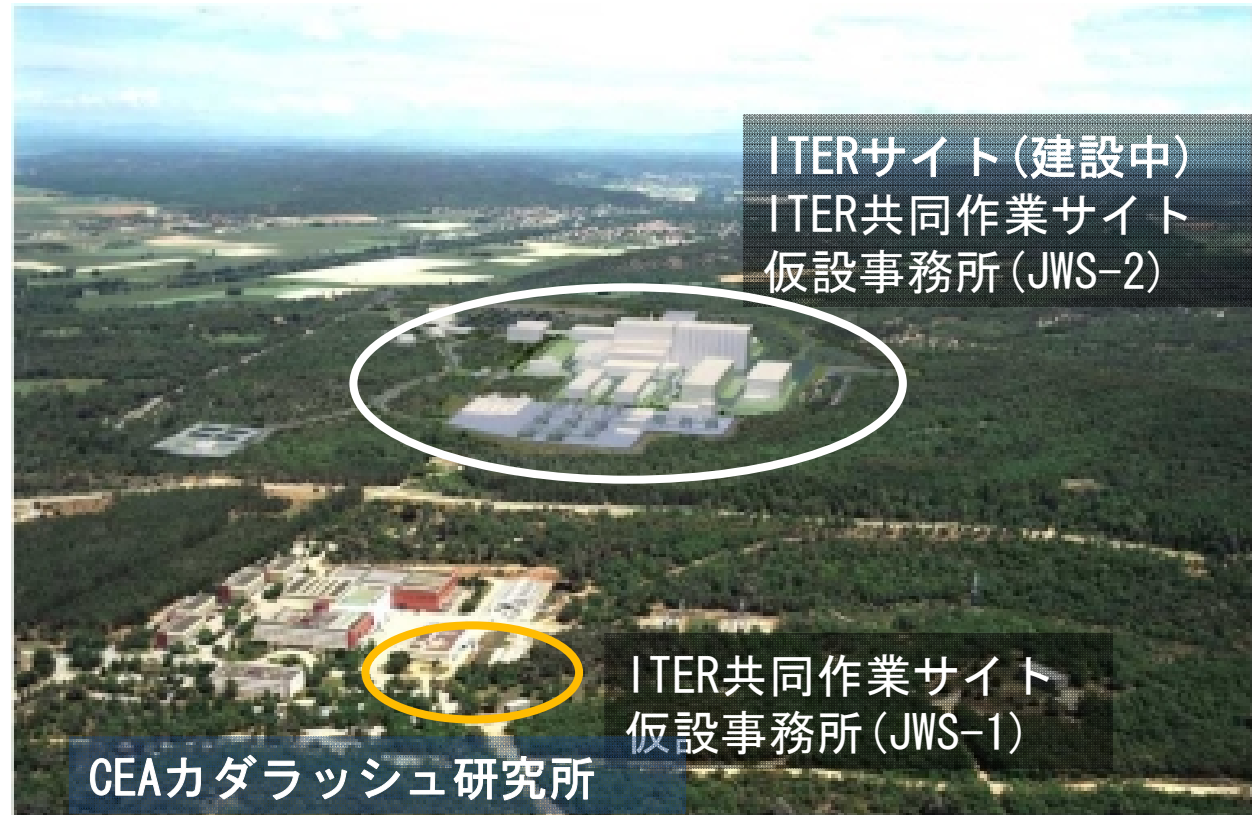 ITERサイト(建設中)
ITER共同作業サイト
仮設事務所(JWS-2)
ITER共同作業サイト
仮設事務所(JWS-1)
CEAカダラッシュ研究所